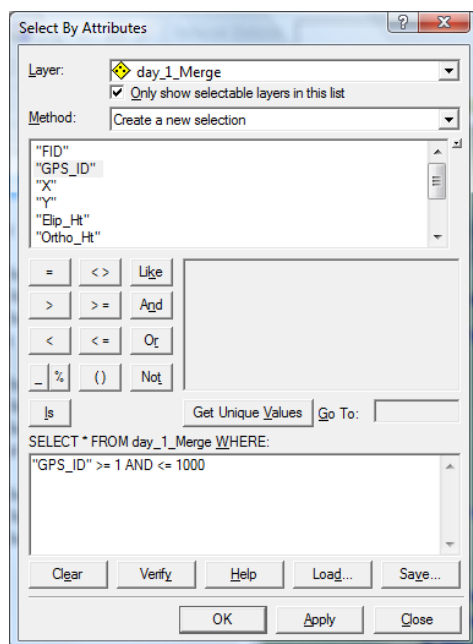 Select By Attributes
Layer: day_1_Merge
Only show selectable layers in this list
Method: Create a new selection
"FID"
"GPS_ID"
"X"
"Y"
"Elip_Ht"
"Ortho_Ht"
= < > Like
> > = And
< < = Or
_ % ( ) Not
Is Get Unique Values Go To:
SELECT * FROM day_1_Merge WHERE:
"GPS_ID" >= 1 AND <= 1000
Clear Verify Help Load... Save...
OK Apply Close